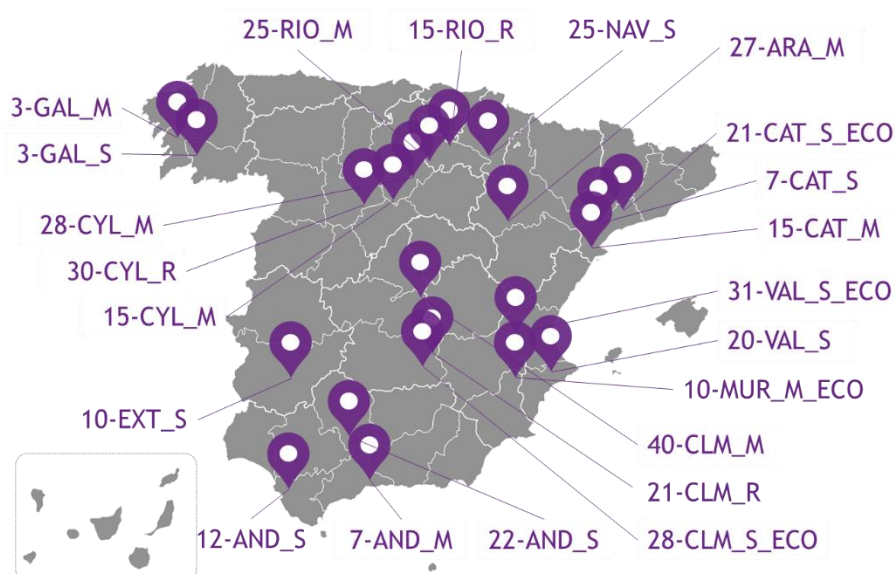 25-RIO_M
15-RIO_R
25-NAV_S
27-ARA_M
3-GAL_M
3-GAL_S
21-CAT_S_ECO
7-CAT_S
15-CAT_M
28-CYL_M
30-CYL_R
15-CYL_M
31-VAL_S_ECO
20-VAL_S
10-MUR_M_ECO
10-EXT_S
40-CLM_M
21-CLM_R
12-AND_S
7-AND_M
22-AND_S
28-CLM_S_ECO